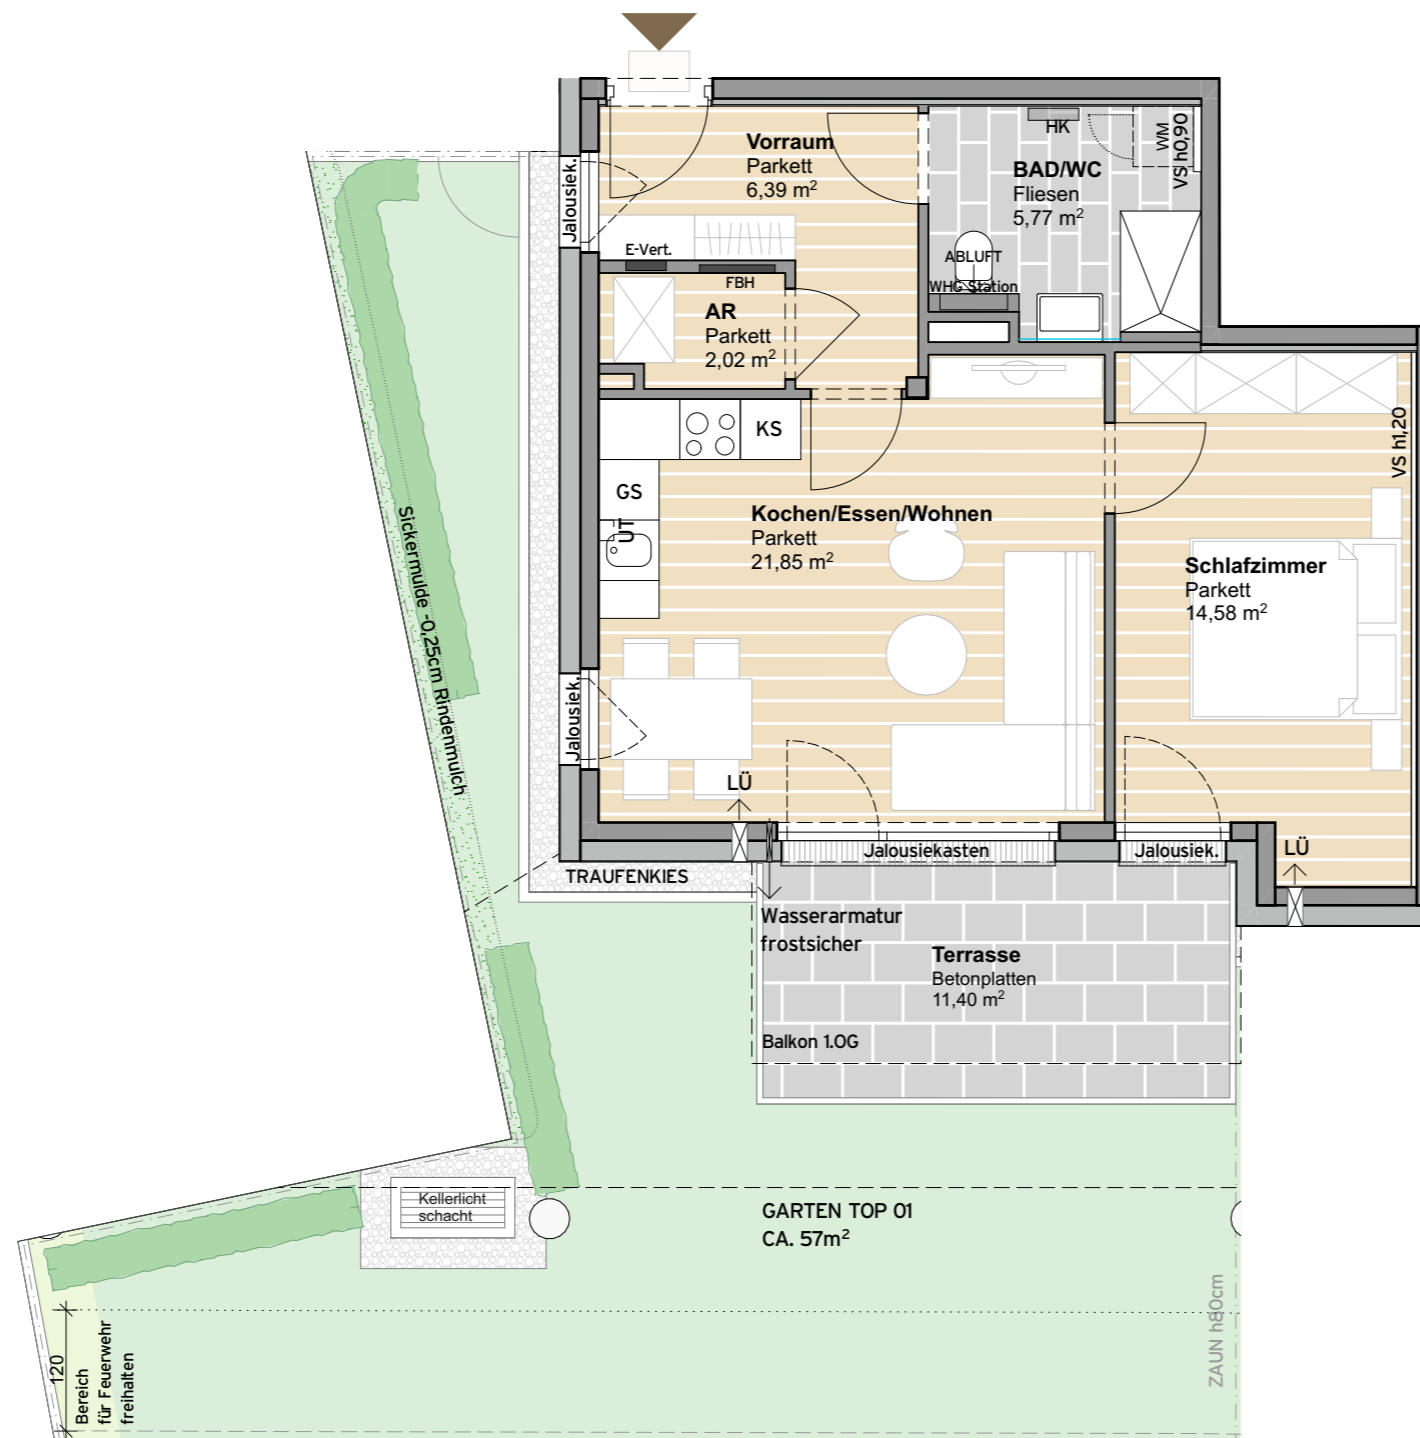 Vorraum
Parkett
6,39 m²
HK
WM
VS h0,90
BAD/WC
Fliesen
5,77 m²
Jalousiek.
E-Vert.
ABLUFT
WHG Station
FBH
AR
Parkett
2,02 m²
KS
GS
UT
VS h1,20
Kochen/Essen/Wohnen
Parkett
21,85 m²
Schlafzimmer
Parkett
14,58 m²
Sickermulde -0,25cm Rindenmulch
Jalousiek.
LÜ
Jalousiekasten
Jalousiek.
LÜ
TRAUFENKIES
Wasserarmatur
frostsicher
Terrasse
Betonplatten
11,40 m²
Balkon 1.OG
Kellerlicht
schacht
GARTEN TOP 01
CA. 57m²
ZAUN h80cm
120
Bereich
für Feuerwehr
freihalten